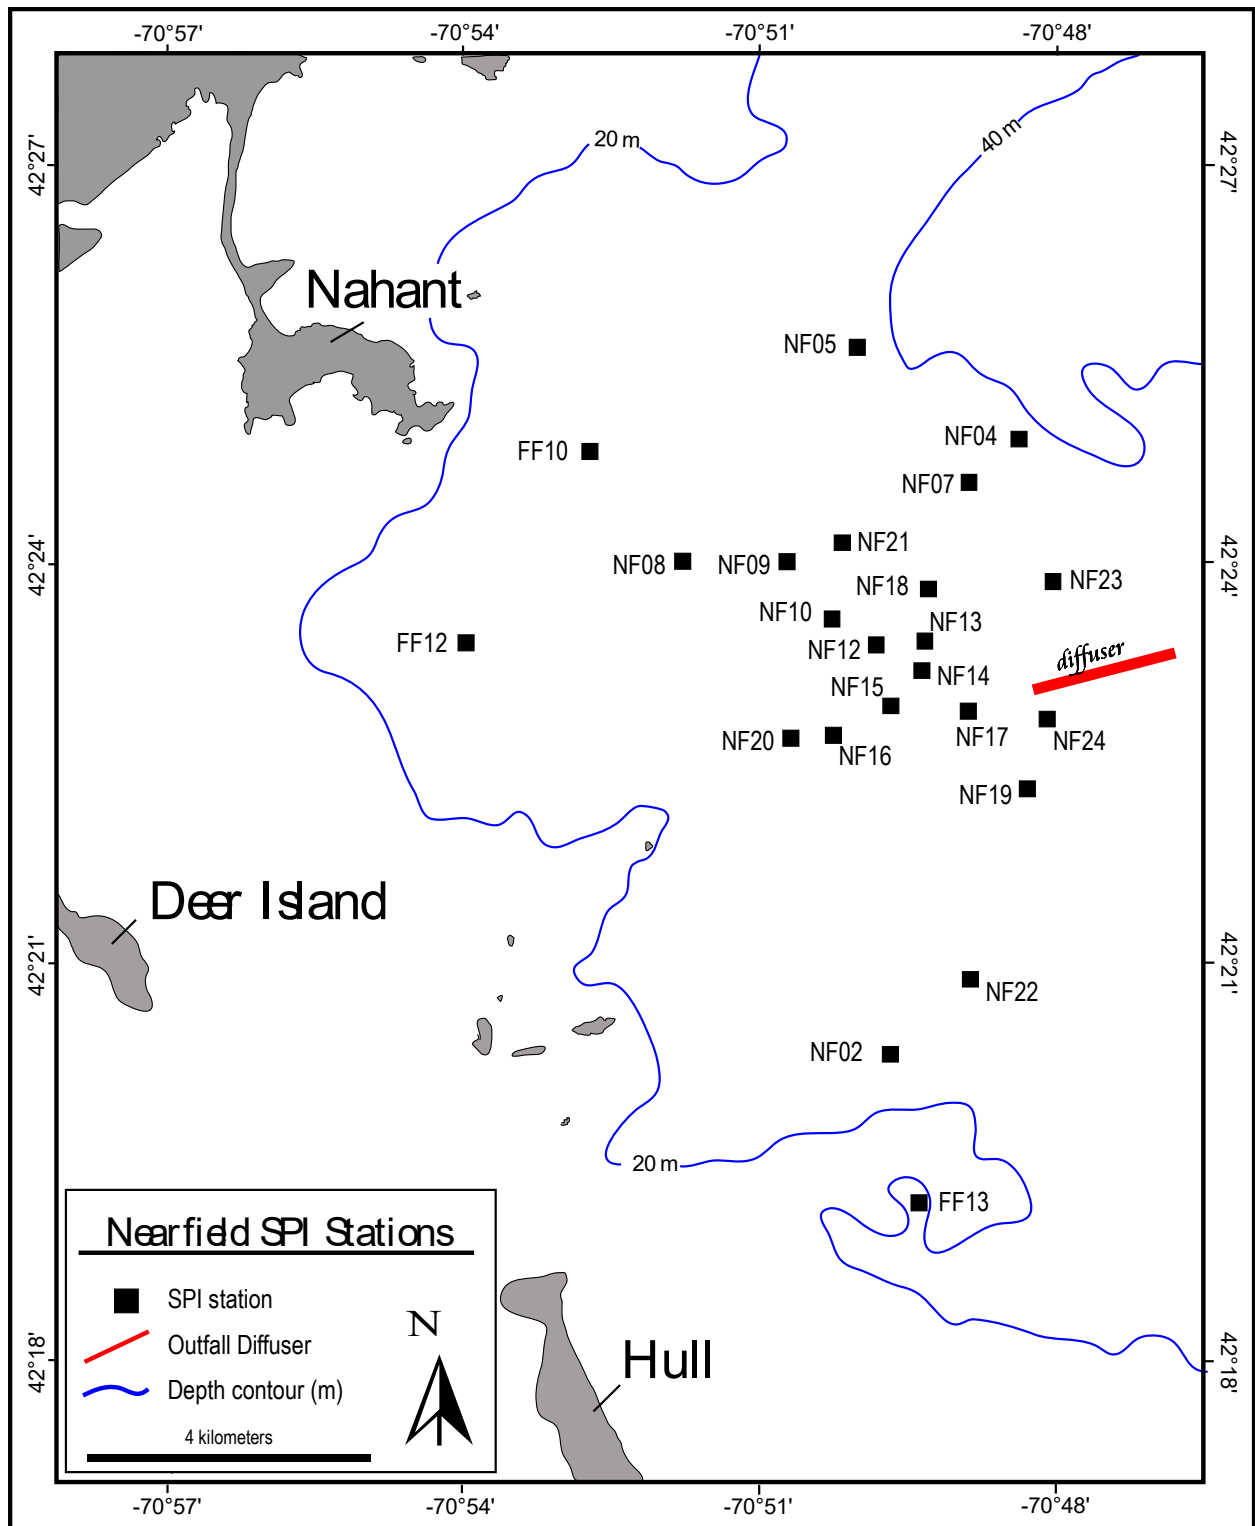 -70°57' -70°54' -70°51' -70°48'
20 m
40 m
42°27' 42°27'
Nahant
NF05
NF04
FF10
NF07
NF21
42°24' 42°24'
NF08 NF09
NF18 NF23
NF10
NF13
FF12 NF12
diffuser
NF14
NF15
NF17
NF20 NF16 NF24
NF19
Deer Island
42°21' 42°21'
NF22
NF02
20 m
FF13
Nearfield SPI Stations
SPI station
N
Outfall Diffuser
Hull
42°18' 42°18'
Depth contour (m)
4 kilometers
-70°57' -70°54' -70°51' -70°48'